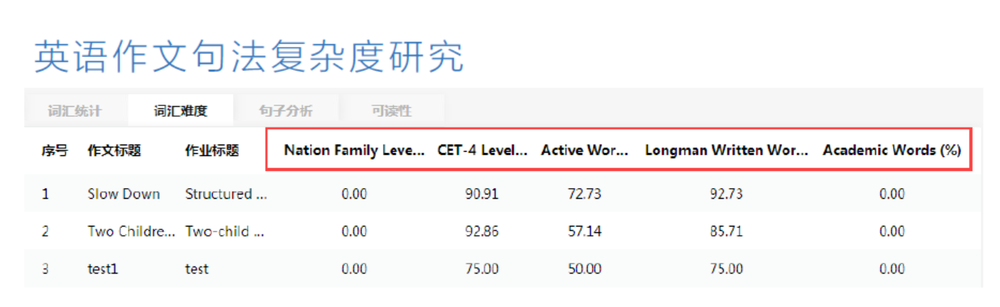 英语作文句法复杂度研究
词汇统计 词汇难度 句子分析 可读性
序号 作文标题 作业标题 Nation Family Leve... CET-4 Level... Active Wor... Longman Written Wor... Academic Words (%)
1 Slow Down Structured ... 0.00 90.91 72.73 92.73 0.00
2 Two Childre... Two-child ... 0.00 92.86 57.14 85.71 0.00
3 test1 test 0.00 75.00 50.00 75.00 0.00